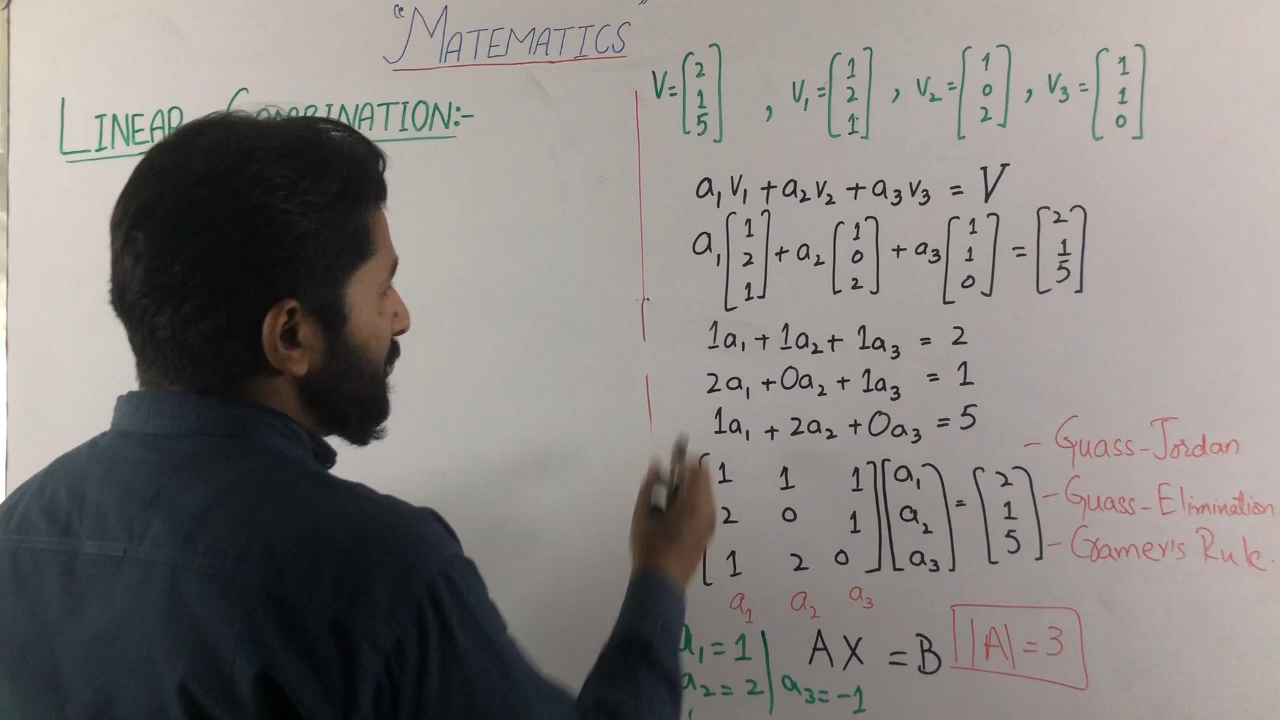 "MATEMATICS"
LINEAR COMBINATION:-
V=[2 1 5] , V₁=[1 2 1] , V₂=[1 0 2] , V₃=[1 1 0]
a₁V₁ + a₂V₂ + a₃V₃ = V
a₁[1 2 1] + a₂[1 0 2] + a₃[1 1 0] = [2 1 5]
1a₁ + 1a₂ + 1a₃ = 2
2a₁ + 0a₂ + 1a₃ = 1
1a₁ + 2a₂ + 0a₃ = 5
[1 1 1][a₁] = [2]
2 0 1 a₂ 1
1 2 0 a₃ 5
a₁ a₂ a₃
- Guass-Jordan
- Guass-Elimination
- Cramer's Rule.
a₁ = 1
a₂ = 2 a₃ = -1
AX = B
|A| = 3